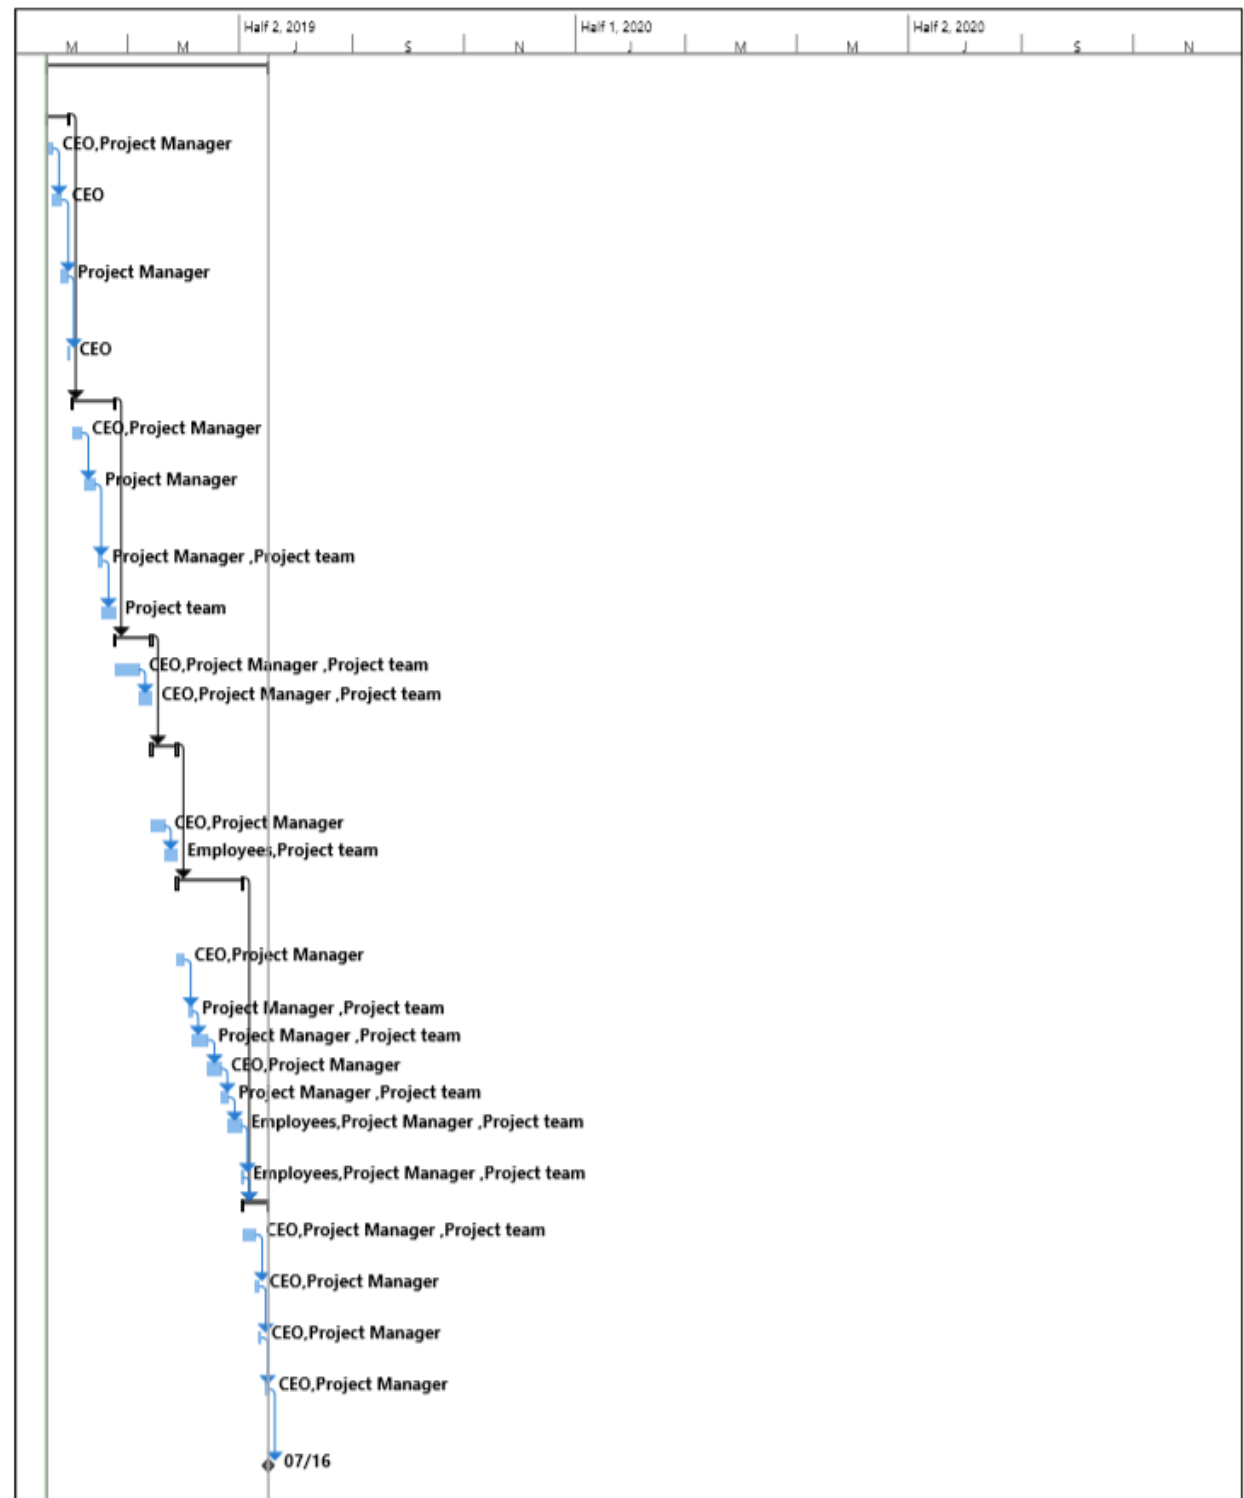 Half 2, 2019 Half 1, 2020 Half 2, 2020
M M J S N J M M J S N
CEO,Project Manager
CEO
Project Manager
CEO
CEO,Project Manager
Project Manager
Project Manager ,Project team
Project team
CEO,Project Manager ,Project team
CEO,Project Manager ,Project team
CEO,Project Manager
Employees,Project team
CEO,Project Manager
Project Manager ,Project team
Project Manager ,Project team
CEO,Project Manager
Project Manager ,Project team
Employees,Project Manager ,Project team
Employees,Project Manager ,Project team
CEO,Project Manager ,Project team
CEO,Project Manager
CEO,Project Manager
CEO,Project Manager
07/16